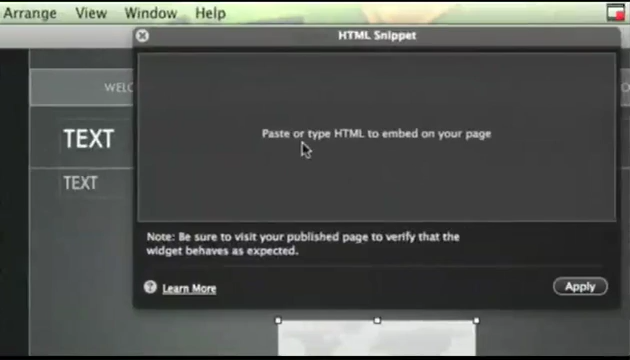 Arrange View Window Help
HTML Snippet
WELC
Paste or type HTML to embed on your page
TEXT
TEXT
Note: Be sure to visit your published page to verify that the
widget behaves as expected.
Learn More
Apply